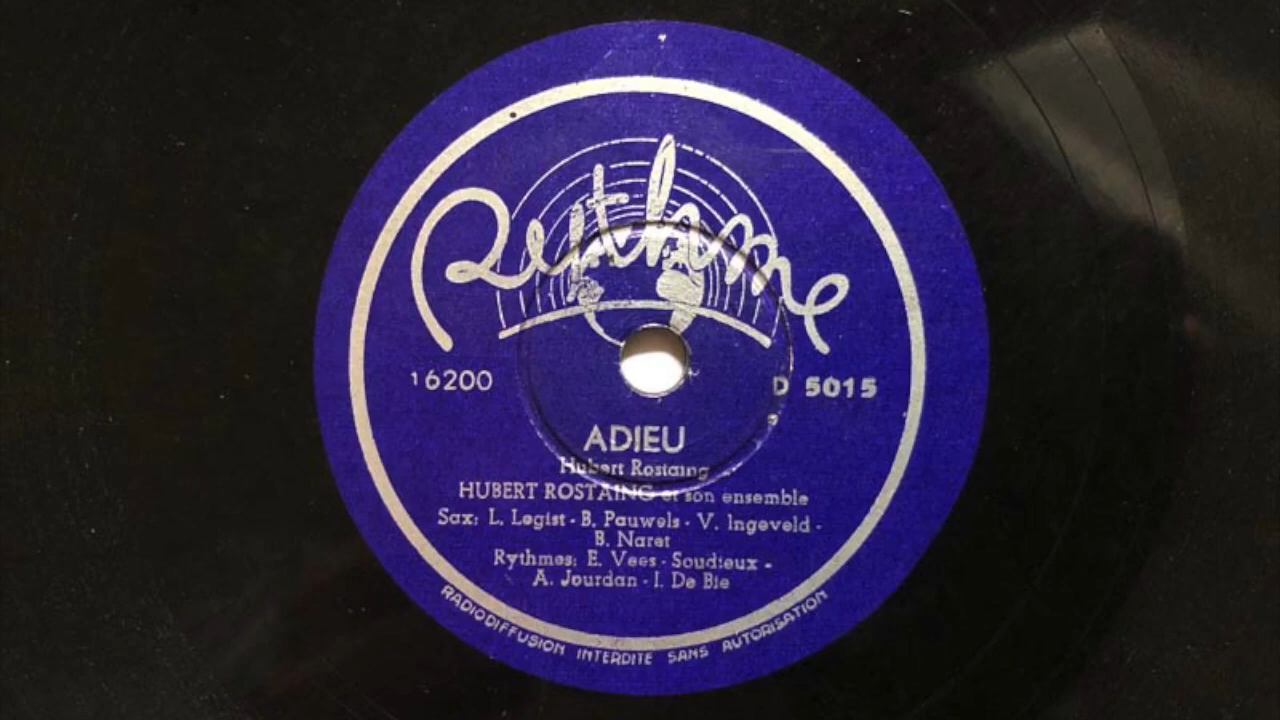 Rythme
16200
D 5015
ADIEU
Hubert Rostaing
HUBERT ROSTAING et son ensemble
Sax: L. Legist - B. Pauwels - V. Ingeveld -
B. Naret
Rythmes: E. Vees - Soudieux -
A. Jourdan - I. De Bie
RADIODIFFUSION INTERDITE SANS AUTORISATION